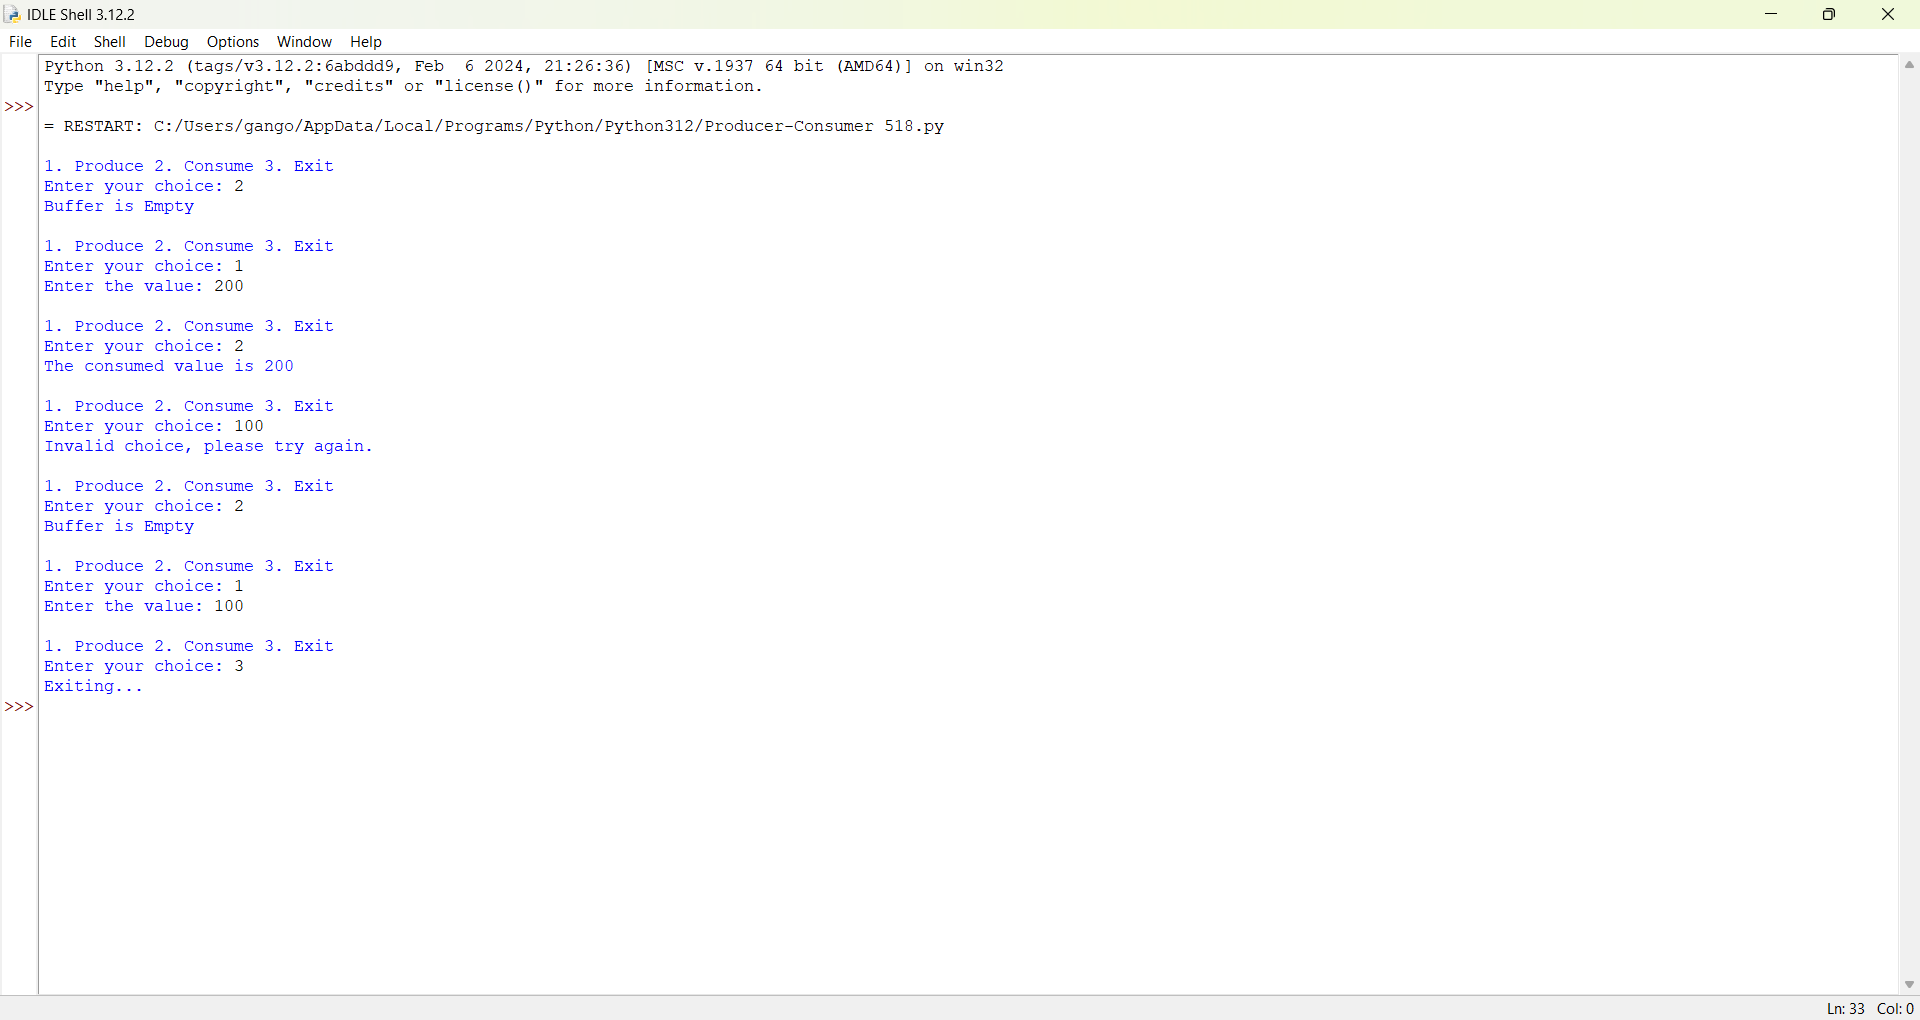 IDLE Shell 3.12.2
File Edit Shell Debug Options Window Help
Python 3.12.2 (tags/v3.12.2:6abddd9, Feb  6 2024, 21:26:36) [MSC v.1937 64 bit (AMD64)] on win32
Type "help", "copyright", "credits" or "license()" for more information.
>>>
= RESTART: C:/Users/gango/AppData/Local/Programs/Python/Python312/Producer-Consumer 518.py
1. Produce 2. Consume 3. Exit
Enter your choice: 2
Buffer is Empty
1. Produce 2. Consume 3. Exit
Enter your choice: 1
Enter the value: 200
1. Produce 2. Consume 3. Exit
Enter your choice: 2
The consumed value is 200
1. Produce 2. Consume 3. Exit
Enter your choice: 100
Invalid choice, please try again.
1. Produce 2. Consume 3. Exit
Enter your choice: 2
Buffer is Empty
1. Produce 2. Consume 3. Exit
Enter your choice: 1
Enter the value: 100
1. Produce 2. Consume 3. Exit
Enter your choice: 3
Exiting...
>>>
Ln: 33 Col: 0